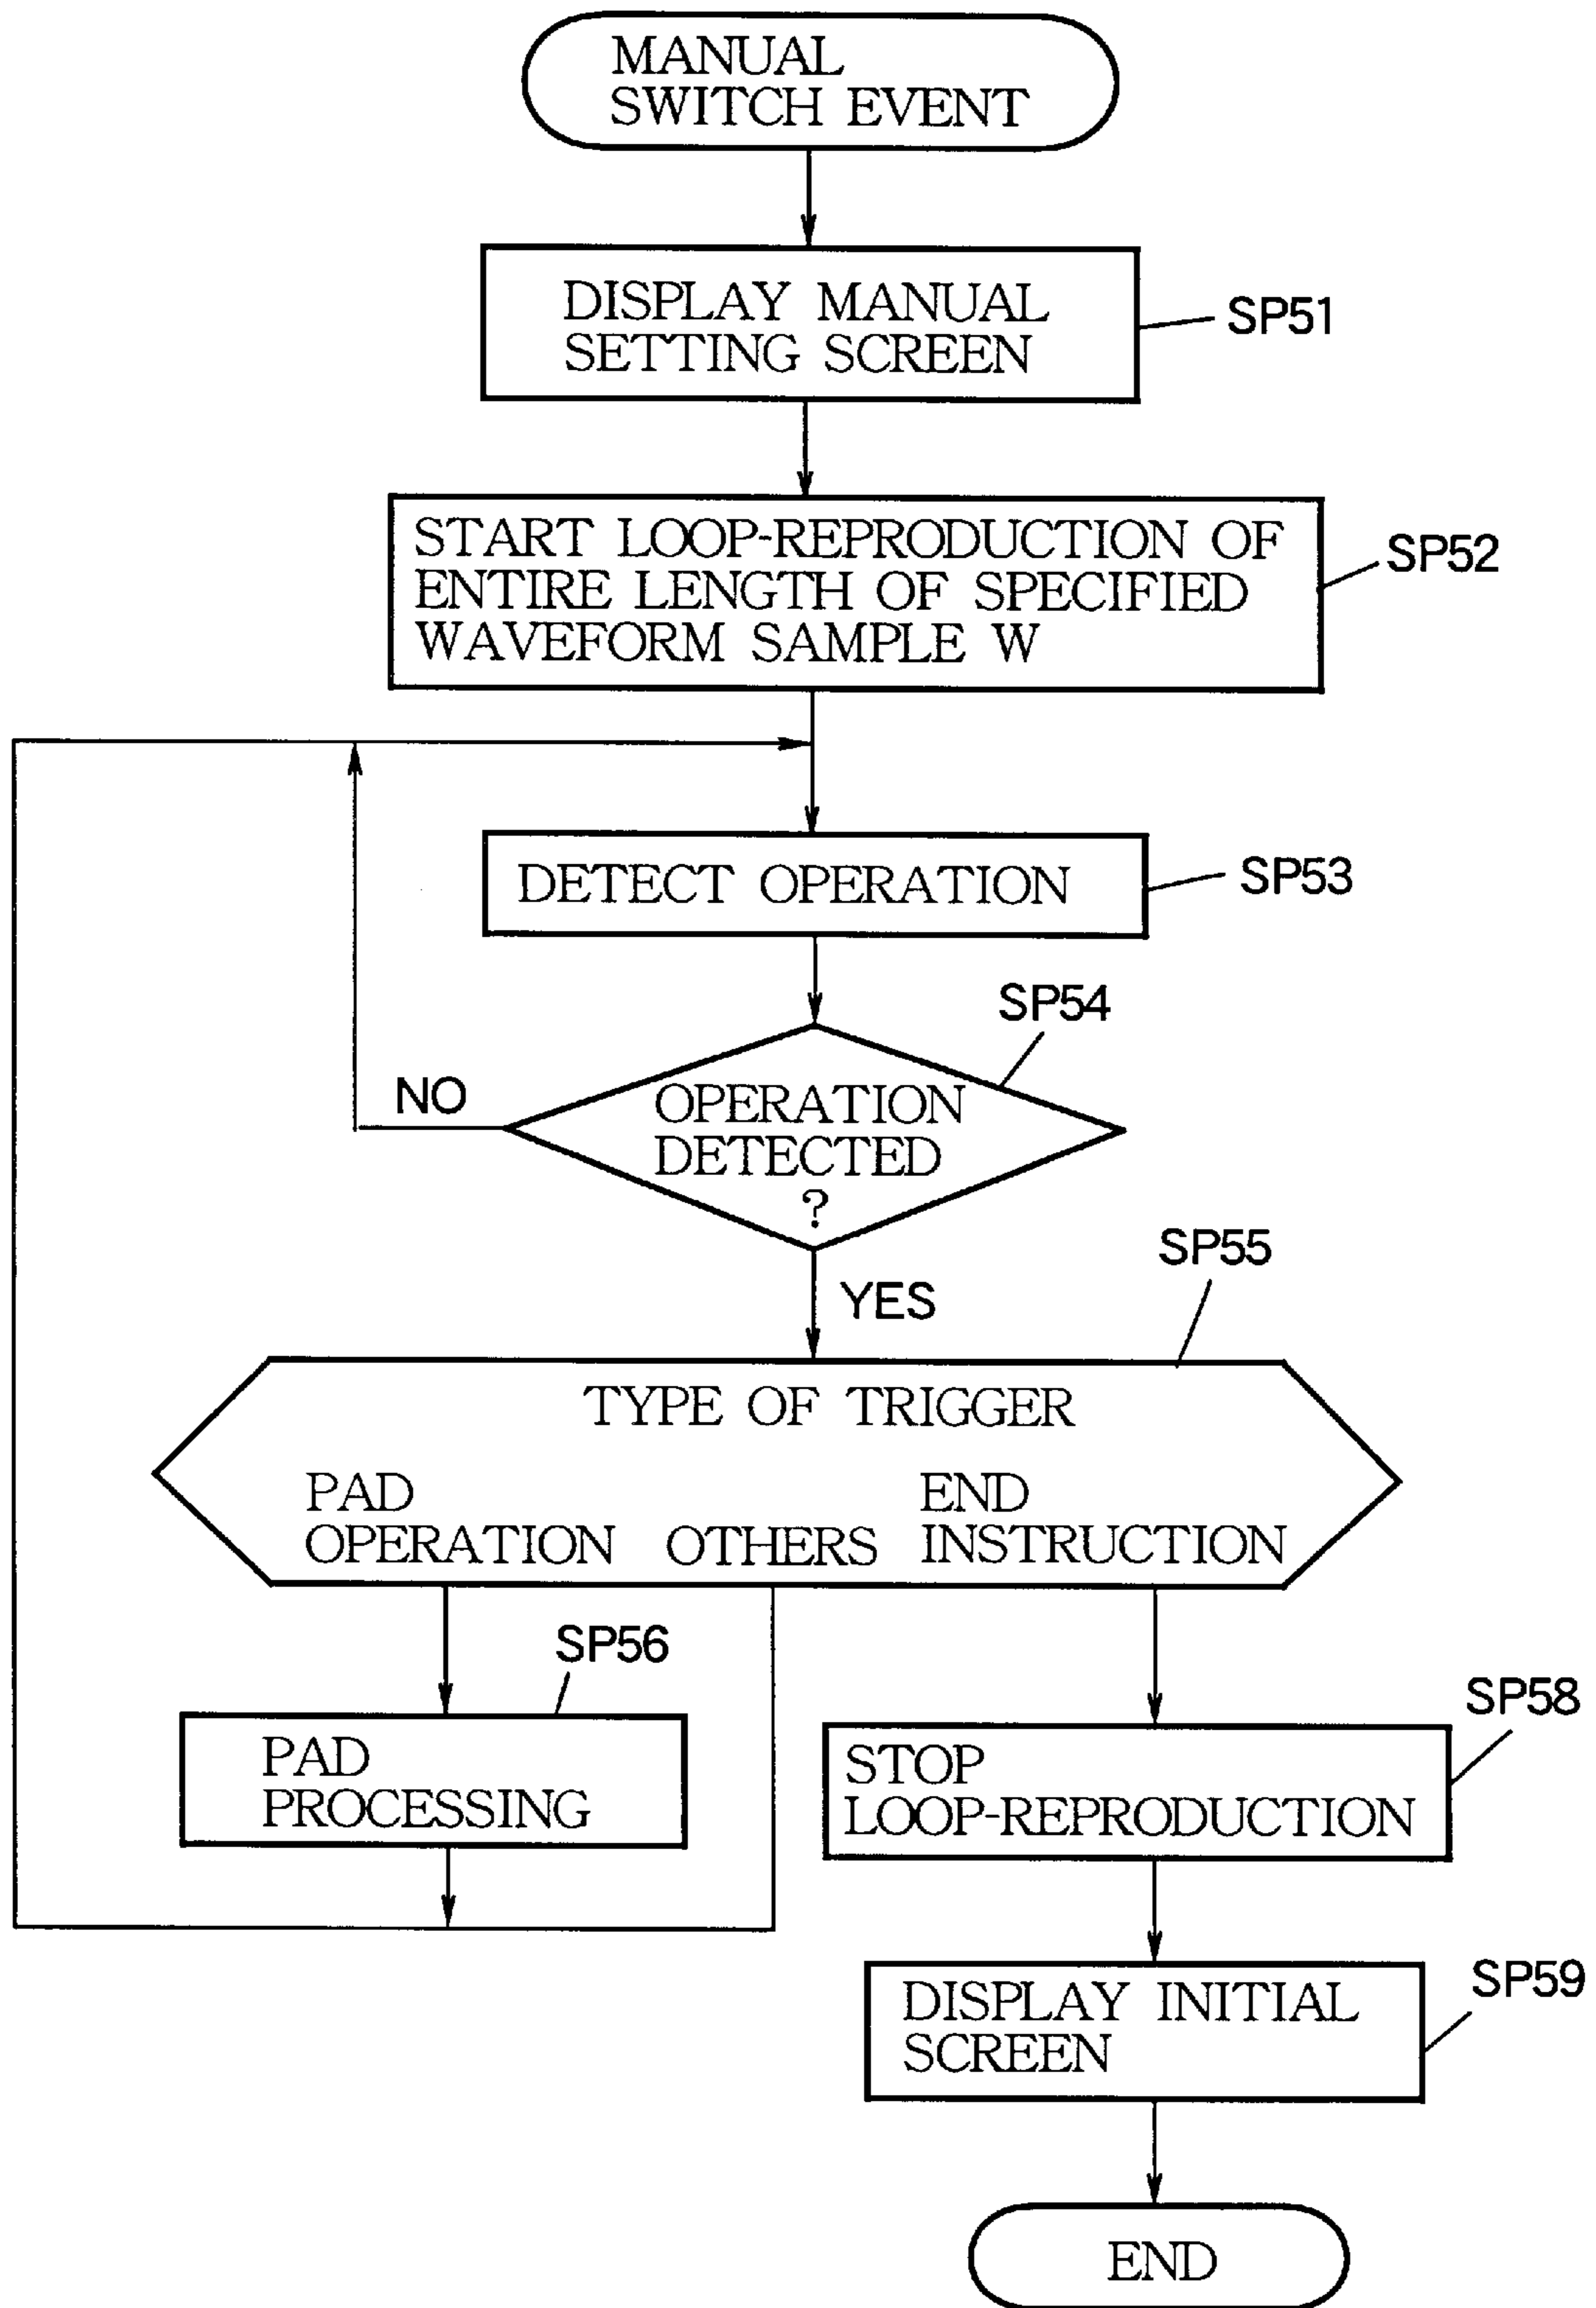 MANUAL
SWITCH EVENT
DISPLAY MANUAL
SETTING SCREEN
SP51
START LOOP-REPRODUCTION OF
ENTIRE LENGTH OF SPECIFIED
WAVEFORM SAMPLE W
SP52
DETECT OPERATION
SP53
SP54
NO
OPERATION
DETECTED
?
YES
SP55
TYPE OF TRIGGER
PAD
OPERATION
OTHERS
END
INSTRUCTION
SP56
PAD
PROCESSING
SP58
STOP
LOOP-REPRODUCTION
SP59
DISPLAY INITIAL
SCREEN
END